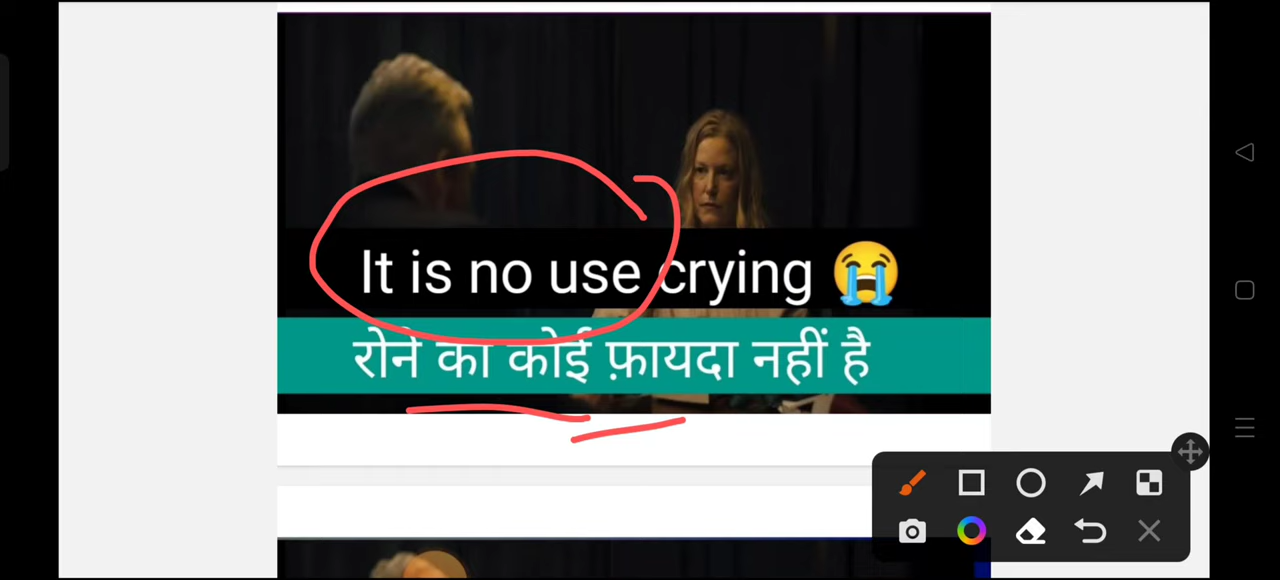 It is no use crying 😭
रोने का कोई फ़ायदा नहीं है